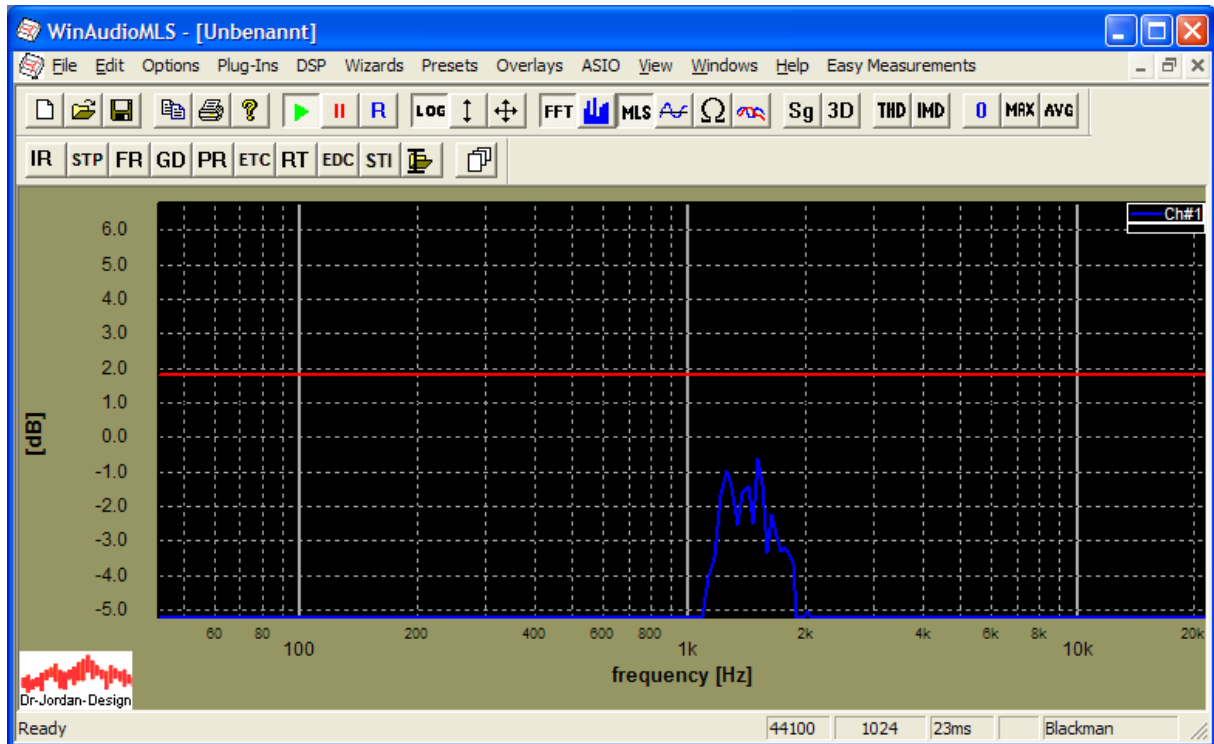 WinAudioMLS - [Unbenannt]
File Edit Options Plug-Ins DSP Wizards Presets Overlays ASIO View Windows Help Easy Measurements
R LOG FFT MLS Ω Sg 3D THD IMD 0 MAX AVG
IR STP FR GD PR ETC RT EDC STI
Ch#1
6.0
5.0
4.0
3.0
2.0
1.0
0.0
-1.0
-2.0
-3.0
-4.0
-5.0
[dB]
60 80 200 400 600 800 2k 4k 6k 8k 20k
100 1k 10k
frequency [Hz]
Dr-Jordan-Design
Ready 44100 1024 23ms Blackman